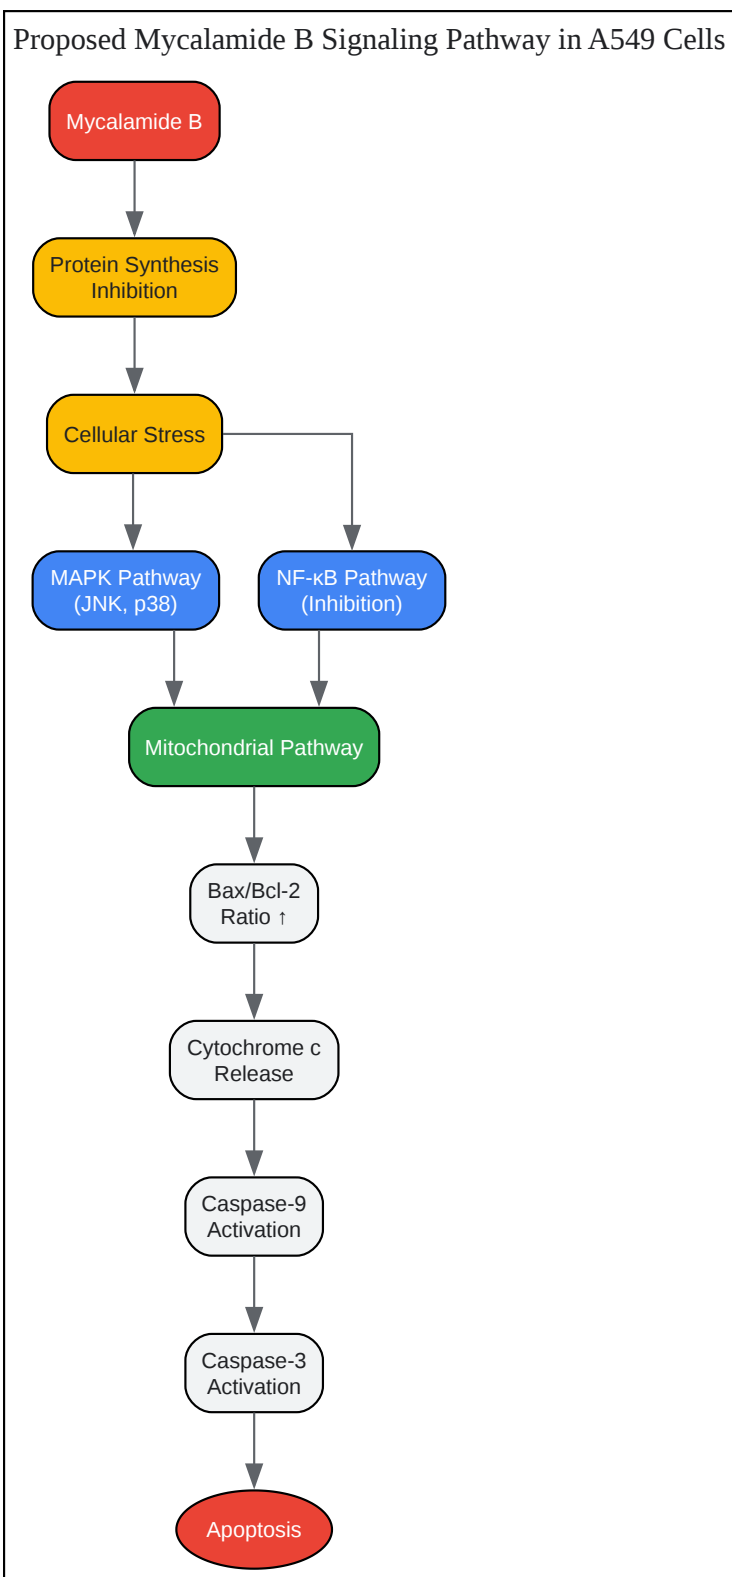 Proposed Mycalamide B Signaling Pathway in A549 Cells
Mycalamide B
Protein Synthesis
Inhibition
Cellular Stress
MAPK Pathway
(JNK, p38)
NF-κB Pathway
(Inhibition)
Mitochondrial Pathway
Bax/Bcl-2
Ratio ↑
Cytochrome c
Release
Caspase-9
Activation
Caspase-3
Activation
Apoptosis